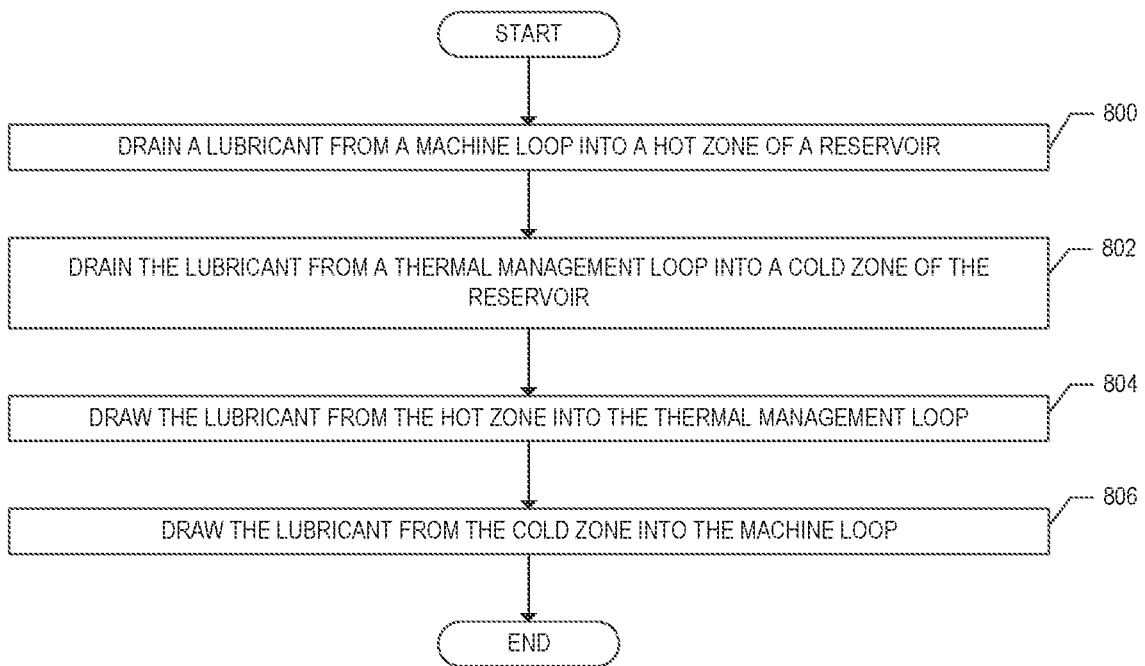 START
800
DRAIN A LUBRICANT FROM A MACHINE LOOP INTO A HOT ZONE OF A RESERVOIR
802
DRAIN THE LUBRICANT FROM A THERMAL MANAGEMENT LOOP INTO A COLD ZONE OF THE
RESERVOIR
804
DRAW THE LUBRICANT FROM THE HOT ZONE INTO THE THERMAL MANAGEMENT LOOP
806
DRAW THE LUBRICANT FROM THE COLD ZONE INTO THE MACHINE LOOP
END